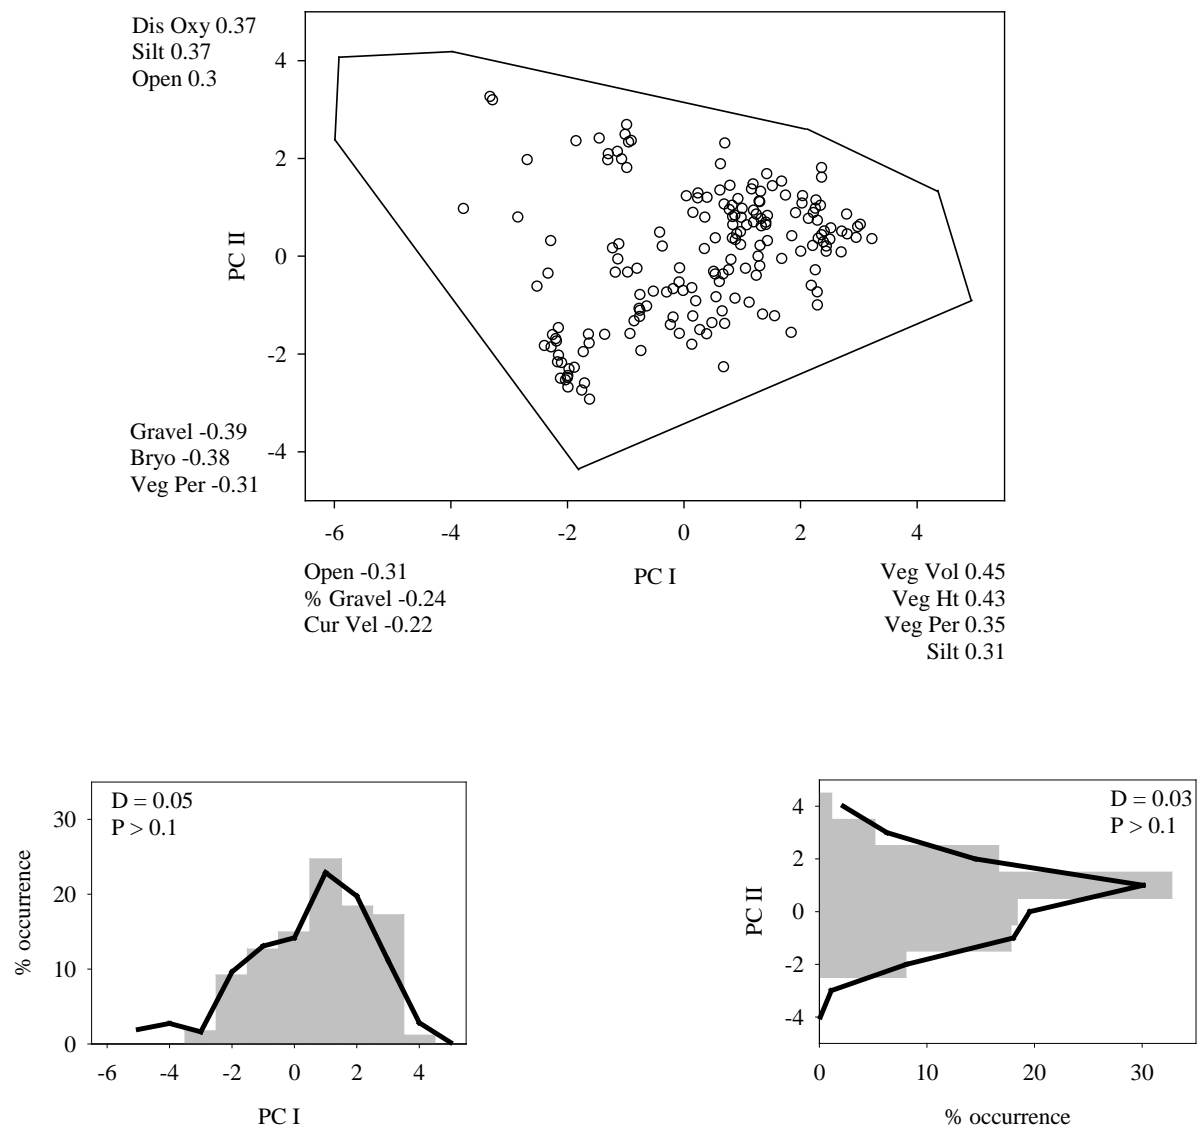 Dis Oxy 0.37
Silt 0.37
Open 0.3
4
2
0
-2
-4
PC II
Gravel -0.39
Bryo -0.38
Veg Per -0.31
-6 -4 -2 0 2 4
PC I
Open -0.31
% Gravel -0.24
Cur Vel -0.22
Veg Vol 0.45
Veg Ht 0.43
Veg Per 0.35
Silt 0.31
D = 0.05
P > 0.1
30
20
10
0
% occurrence
-6 -4 -2 0 2 4
PC I
D = 0.03
P > 0.1
4
2
0
-2
-4
PC II
0 10 20 30
% occurrence